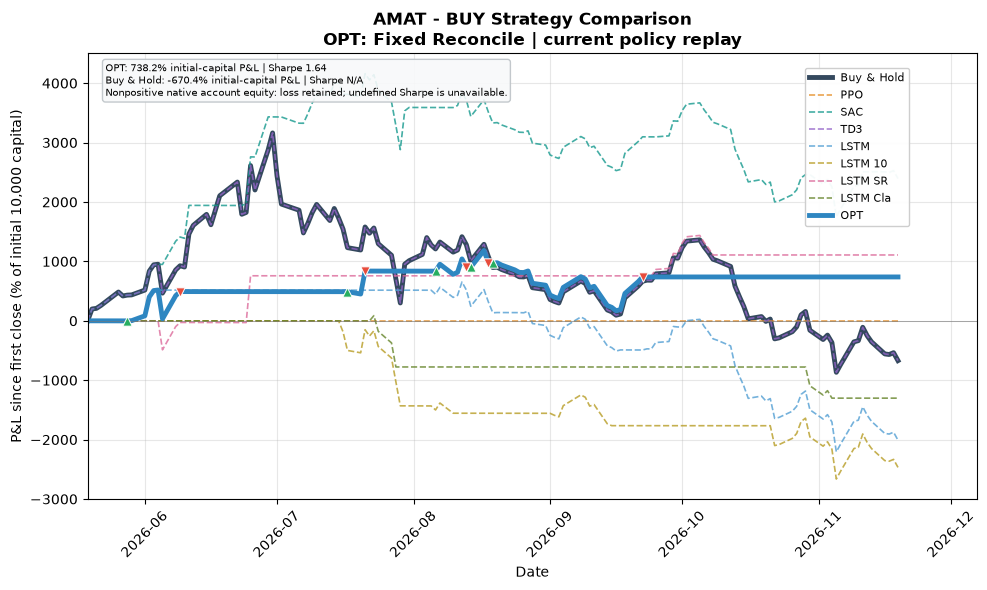 AMAT - BUY Strategy Comparison
OPT: Fixed Reconcile | current policy replay
OPT: 738.2% initial-capital P&L | Sharpe 1.64
Buy & Hold: -670.4% initial-capital P&L | Sharpe N/A
Nonpositive native account equity: loss retained; undefined Sharpe is unavailable.
Buy & Hold
PPO
SAC
TD3
LSTM
LSTM 10
LSTM SR
LSTM Cla
OPT
P&L since first close (% of initial 10,000 capital)
4000
3000
2000
1000
0
−1000
−2000
−3000
2026-06
2026-07
2026-08
2026-09
2026-10
2026-11
2026-12
Date